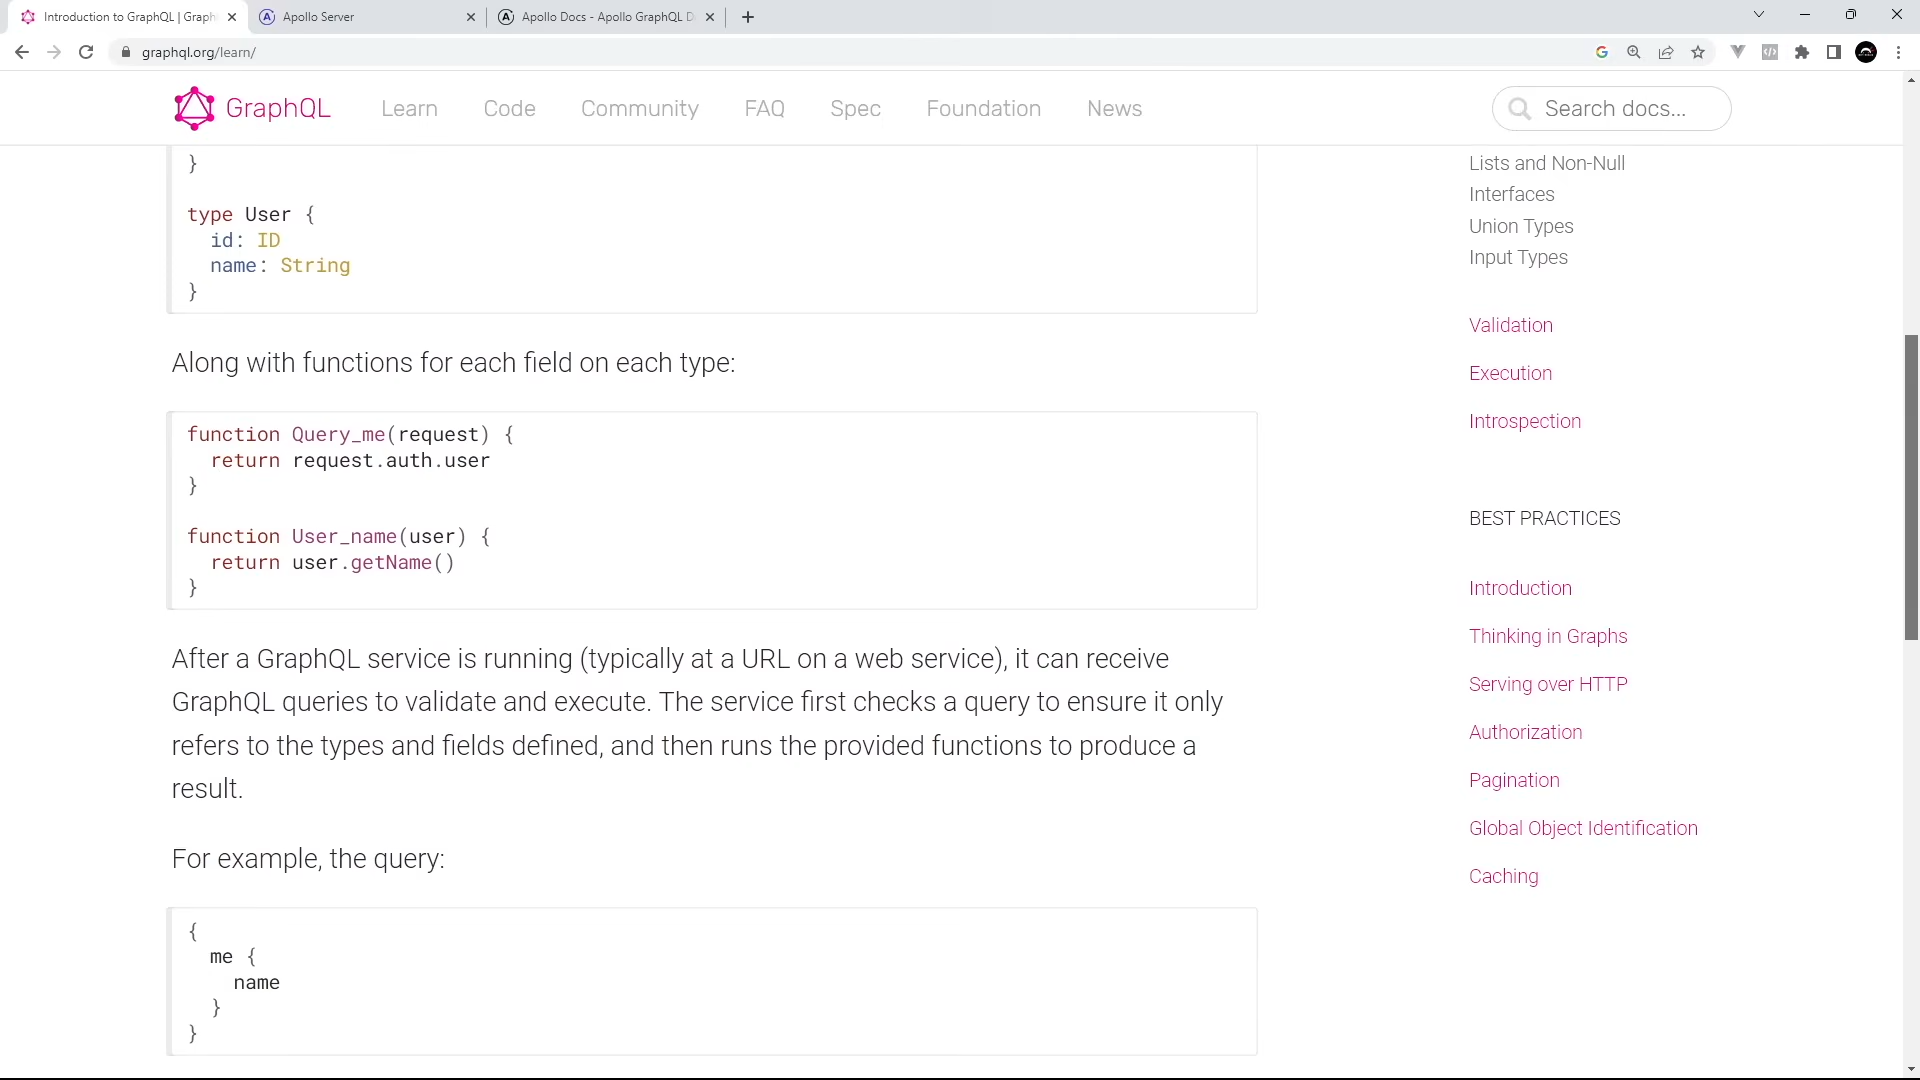 Introduction to GraphQL | Graph
Apollo Server
Apollo Docs - Apollo GraphQL D
graphql.org/learn/
GraphQL
Learn
Code
Community
FAQ
Spec
Foundation
News
Search docs...
}
type User {
  id: ID
  name: String
}
Along with functions for each field on each type:
function Query_me(request) {
  return request.auth.user
}
function User_name(user) {
  return user.getName()
}
After a GraphQL service is running (typically at a URL on a web service), it can receive
GraphQL queries to validate and execute. The service first checks a query to ensure it only
refers to the types and fields defined, and then runs the provided functions to produce a
result.
For example, the query:
{
  me {
    name
  }
}
Lists and Non-Null
Interfaces
Union Types
Input Types
Validation
Execution
Introspection
BEST PRACTICES
Introduction
Thinking in Graphs
Serving over HTTP
Authorization
Pagination
Global Object Identification
Caching